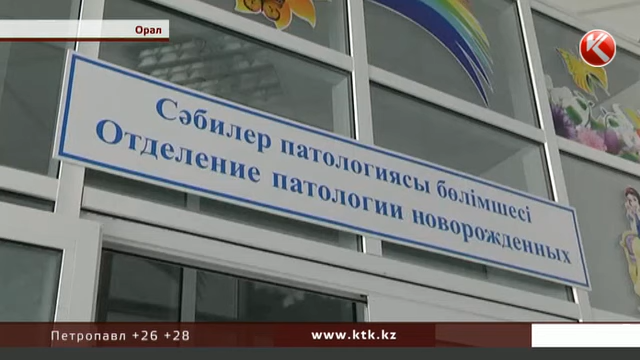 Орал
К
Сәбилер патологиясы бөлімшесі
Отделение патологии новорожденных
Петропавл +26 +28
www.ktk.kz